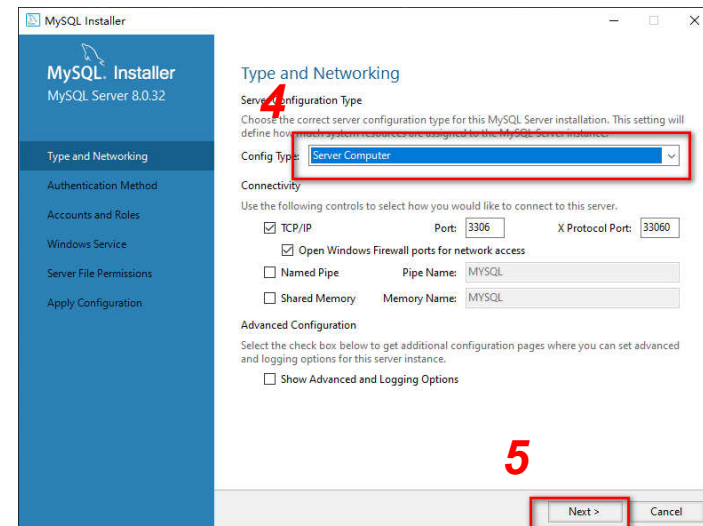 MySQL Installer
MySQL. Installer
MySQL Server 8.0.32
Type and Networking
Authentication Method
Accounts and Roles
Windows Service
Server File Permissions
Apply Configuration
Type and Networking
4
Server Configuration Type
Choose the correct server configuration type for this MySQL Server installation. This setting will
define how much system resources are assigned to the MySQL Server instance.
Config Type: Server Computer
Connectivity
Use the following controls to select how you would like to connect to this server.
TCP/IP Port: 3306 X Protocol Port: 33060
Open Windows Firewall ports for network access
Named Pipe Pipe Name: MYSQL
Shared Memory Memory Name: MYSQL
Advanced Configuration
Select the check box below to get additional configuration pages where you can set advanced
and logging options for this server instance.
Show Advanced and Logging Options
5
Next > Cancel